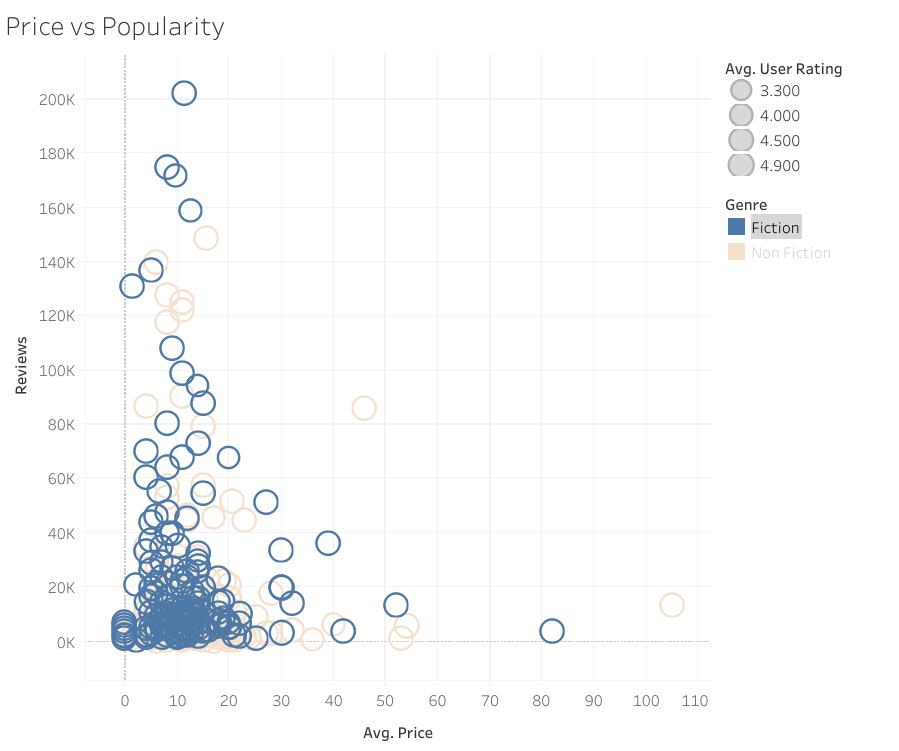 Price vs Popularity
Avg. User Rating
3.300
4.000
4.500
4.900
Genre
Fiction
Non Fiction
Reviews
200K
180K
160K
140K
120K
100K
80K
60K
40K
20K
0K
0 10 20 30 40 50 60 70 80 90 100 110
Avg. Price